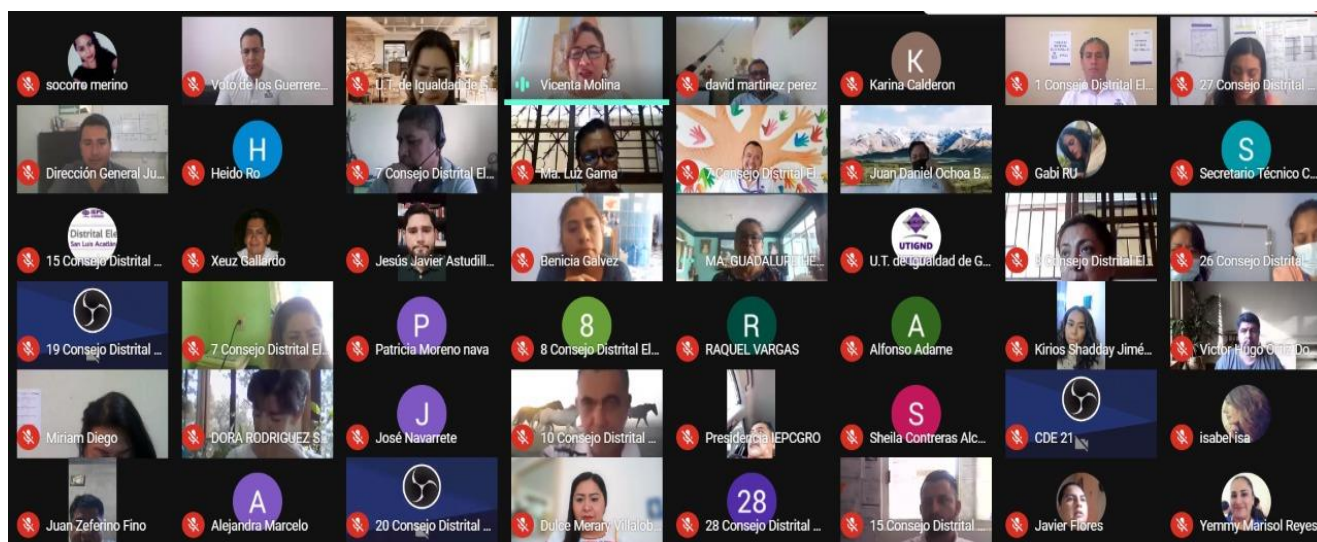 socorro merino
Voto de los Guerrere...
U.T. de Igualdad de G...
Vicenta Molina
david martinez perez
K
Karina Calderon
1 Consejo Distrital El...
27 Consejo Distrital ...
Dirección General Ju...
H
Heido Ro
7 Consejo Distrital El...
Ma. Luz Gama
7 Consejo Distrital El...
Juan Daniel Ochoa B...
Gabi RU
S
Secretario Técnico C...
Distrital Ele
San Luis Acatlán
15 Consejo Distrital ...
Xeuz Gallardo
Jesús Javier Astudill...
Benicia Galvez
MA. GUADALUPE
UTIGND
U.T. de Igualdad de G...
Consejo Distrital El...
26 Consejo Distrital ...
19 Consejo Distrital ...
7 Consejo Distrital El...
P
Patricia Moreno nava
8
8 Consejo Distrital El...
R
RAQUEL VARGAS
A
Alfonso Adame
Kirios Shadday Jimé...
Victor Hugo
Miriam Diego
DORA RODRIGUEZ S...
J
José Navarrete
10 Consejo Distrital ...
Presidencia IEPCGRO
S
Sheila Contreras Alc...
CDE 21
isabel isa
Juan Zeferino Fino
A
Alejandra Marcelo
20 Consejo Distrital ...
Dulce Merary Villalob...
28
28 Consejo Distrital ...
15 Consejo Distrital ...
Javier Flores
Yemmy Marisol Reyes